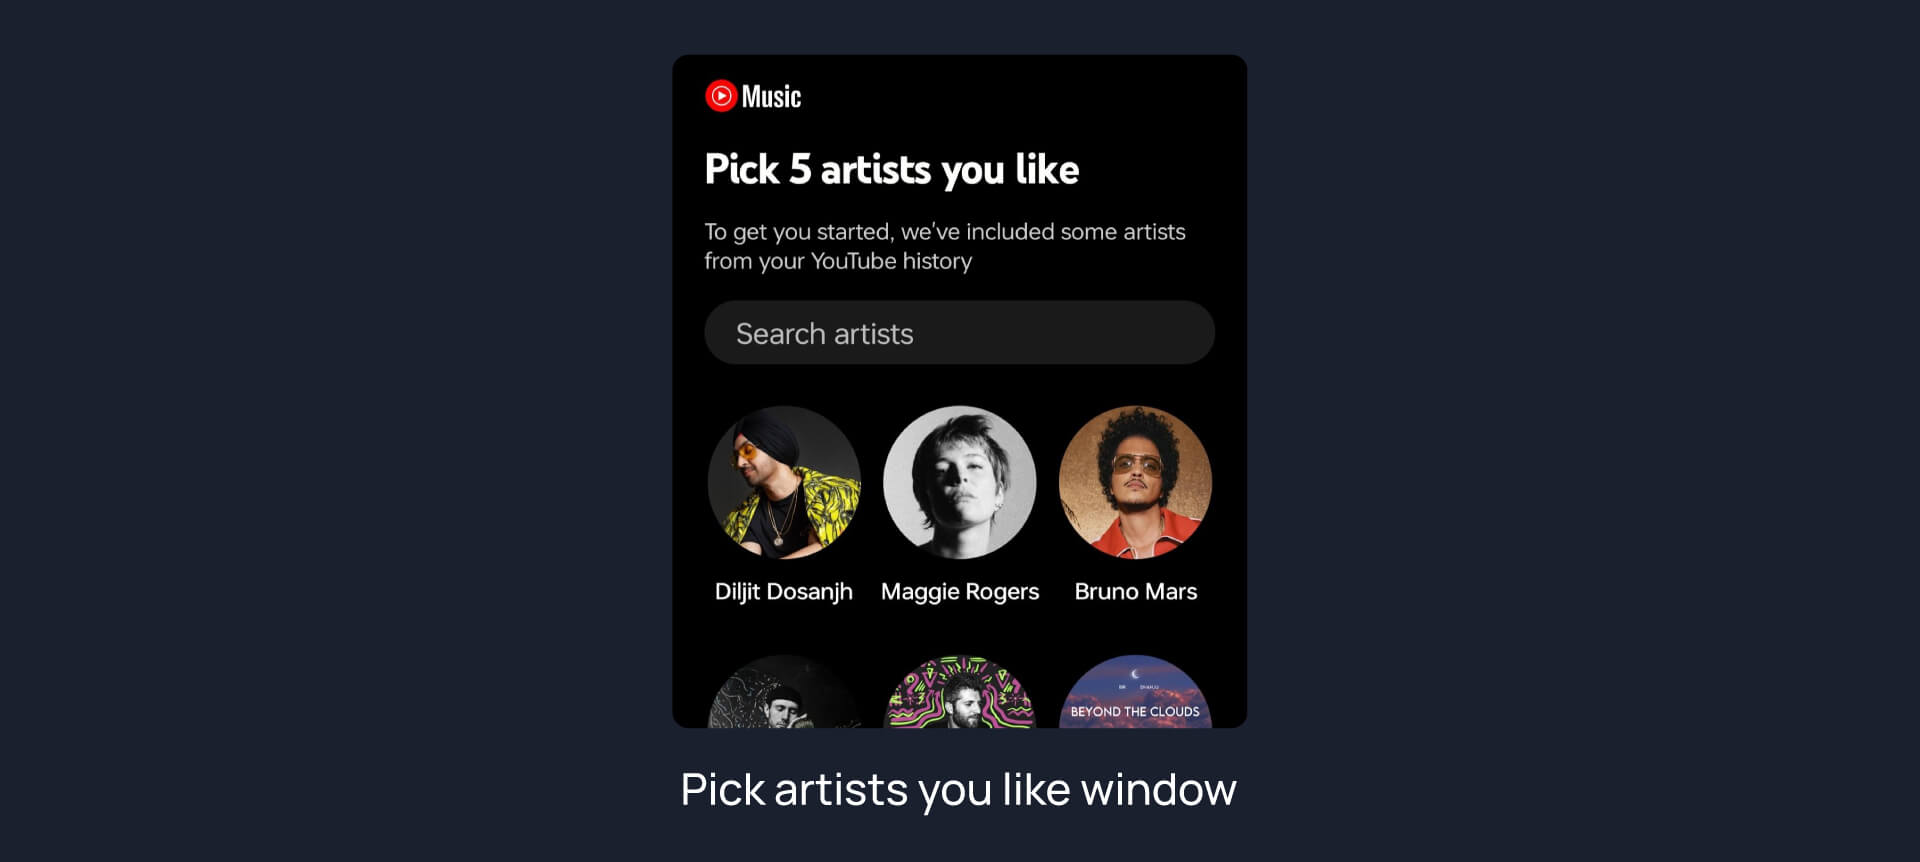 Music
Pick 5 artists you like
To get you started, we've included some artists
from your YouTube history
Search artists
Diljit Dosanjh
Maggie Rogers
Bruno Mars
BEYOND THE CLOUDS
Pick artists you like window